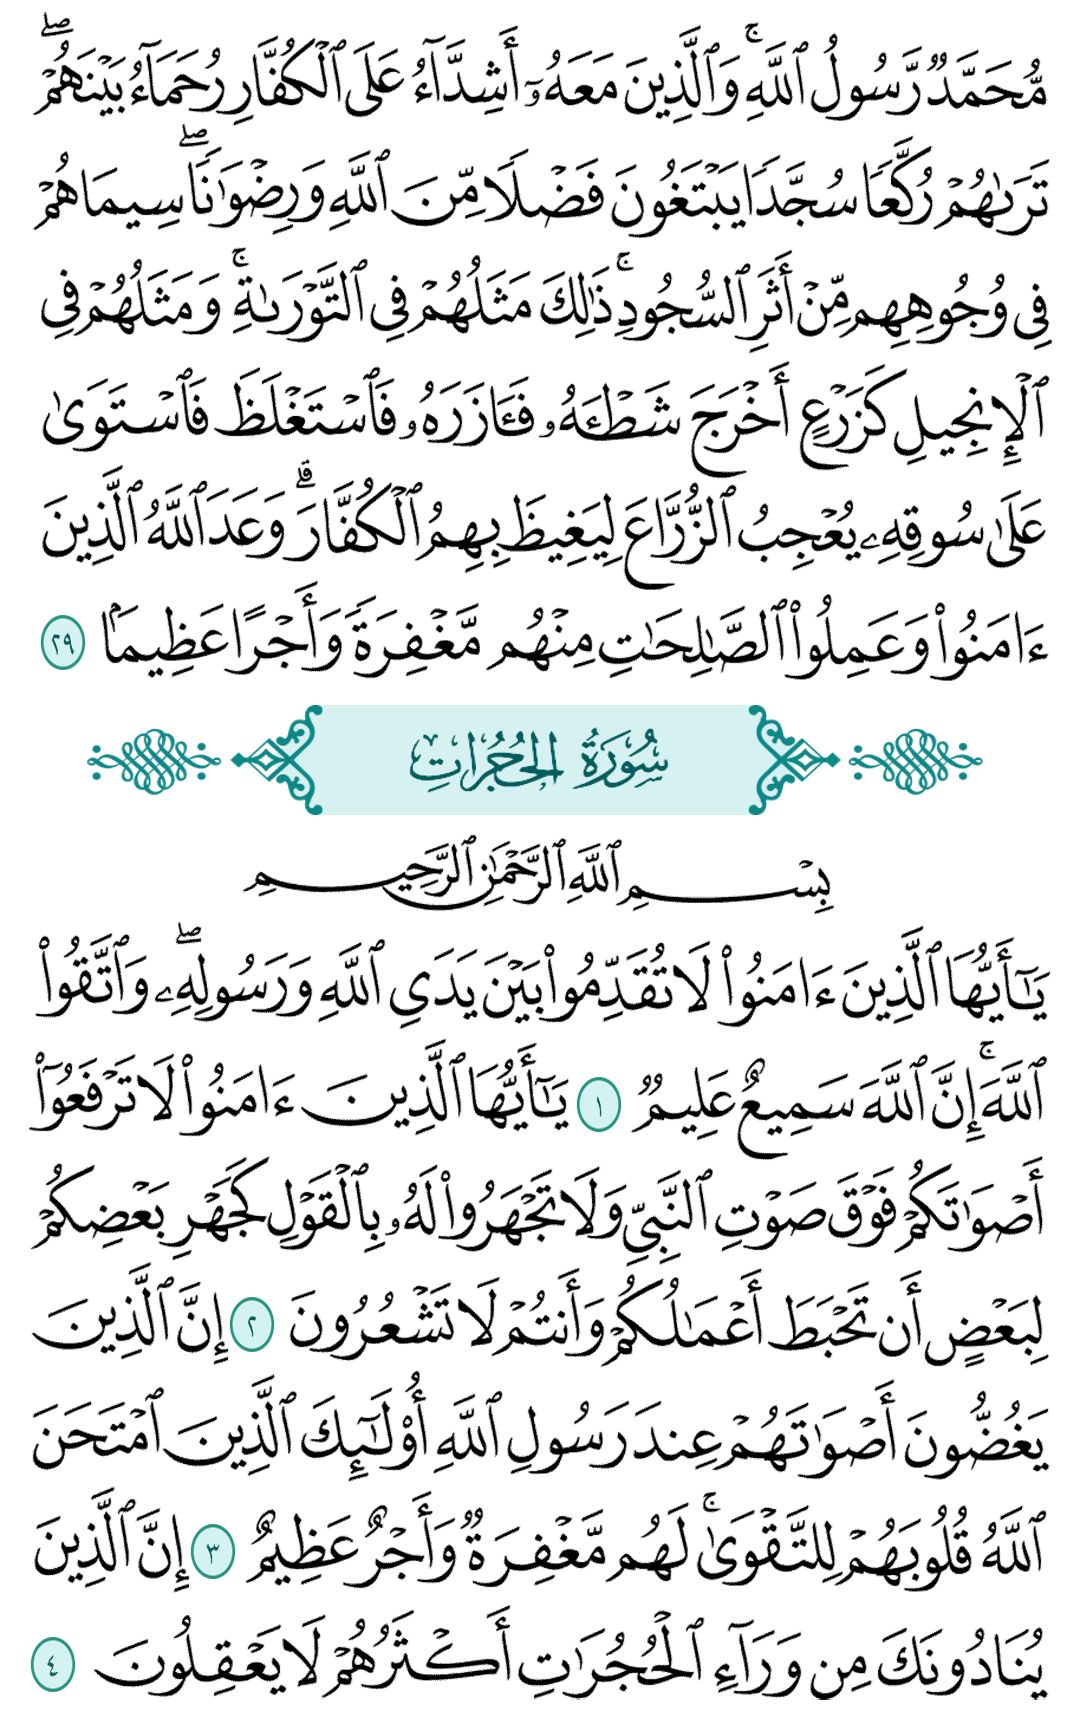 مُّحَمَّدٌ رَّسُولُ ٱللَّهِۚ وَٱلَّذِينَ مَعَهُۥٓ أَشِدَّآءُ عَلَى ٱلْكُفَّارِ رُحَمَآءُ بَيْنَهُمْۖ
تَرَىٰهُمْ رُكَّعًا سُجَّدًا يَبْتَغُونَ فَضْلًا مِّنَ ٱللَّهِ وَرِضْوَٰنًاۖ سِيمَاهُمْ
فِى وُجُوهِهِم مِّنْ أَثَرِ ٱلسُّجُودِۚ ذَٰلِكَ مَثَلُهُمْ فِى ٱلتَّوْرَىٰةِۚ وَمَثَلُهُمْ فِى
ٱلْإِنجِيلِ كَزَرْعٍ أَخْرَجَ شَطْـَٔهُۥ فَـَٔازَرَهُۥ فَٱسْتَغْلَظَ فَٱسْتَوَىٰ
عَلَىٰ سُوقِهِۦ يُعْجِبُ ٱلزُّرَّاعَ لِيَغِيظَ بِهِمُ ٱلْكُفَّارَۗ وَعَدَ ٱللَّهُ ٱلَّذِينَ
ءَامَنُوا۟ وَعَمِلُوا۟ ٱلصَّٰلِحَٰتِ مِنْهُم مَّغْفِرَةً وَأَجْرًا عَظِيمًۢا ٢٩
سُورَةُ الحُجُرَاتِ
بِسْمِ ٱللَّهِ ٱلرَّحْمَٰنِ ٱلرَّحِيمِ
يَٰٓأَيُّهَا ٱلَّذِينَ ءَامَنُوا۟ لَا تُقَدِّمُوا۟ بَيْنَ يَدَىِ ٱللَّهِ وَرَسُولِهِۦۖ وَٱتَّقُوا۟
ٱللَّهَۚ إِنَّ ٱللَّهَ سَمِيعٌ عَلِيمٌ ١ يَٰٓأَيُّهَا ٱلَّذِينَ ءَامَنُوا۟ لَا تَرْفَعُوٓا۟
أَصْوَٰتَكُمْ فَوْقَ صَوْتِ ٱلنَّبِىِّ وَلَا تَجْهَرُوا۟ لَهُۥ بِٱلْقَوْلِ كَجَهْرِ بَعْضِكُمْ
لِبَعْضٍ أَن تَحْبَطَ أَعْمَٰلُكُمْ وَأَنتُمْ لَا تَشْعُرُونَ ٢ إِنَّ ٱلَّذِينَ
يَغُضُّونَ أَصْوَٰتَهُمْ عِندَ رَسُولِ ٱللَّهِ أُو۟لَٰٓئِكَ ٱلَّذِينَ ٱمْتَحَنَ
ٱللَّهُ قُلُوبَهُمْ لِلتَّقْوَىٰۚ لَهُم مَّغْفِرَةٌ وَأَجْرٌ عَظِيمٌ ٣ إِنَّ ٱلَّذِينَ
يُنَادُونَكَ مِن وَرَآءِ ٱلْحُجُرَٰتِ أَكْثَرُهُمْ لَا يَعْقِلُونَ ٤